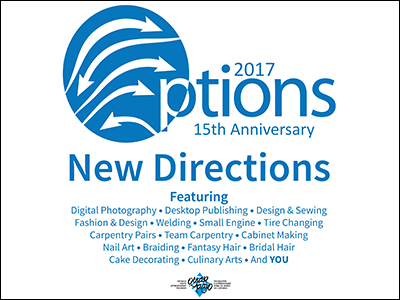 2017
Options
15th Anniversary
New Directions
Featuring
Digital Photography • Desktop Publishing • Design & Sewing
Fashion & Design • Welding • Small Engine • Tire Changing
Carpentry Pairs • Team Carpentry • Cabinet Making
Nail Art • Braiding • Fantasy Hair • Bridal Hair
Cake Decorating • Culinary Arts • And YOU